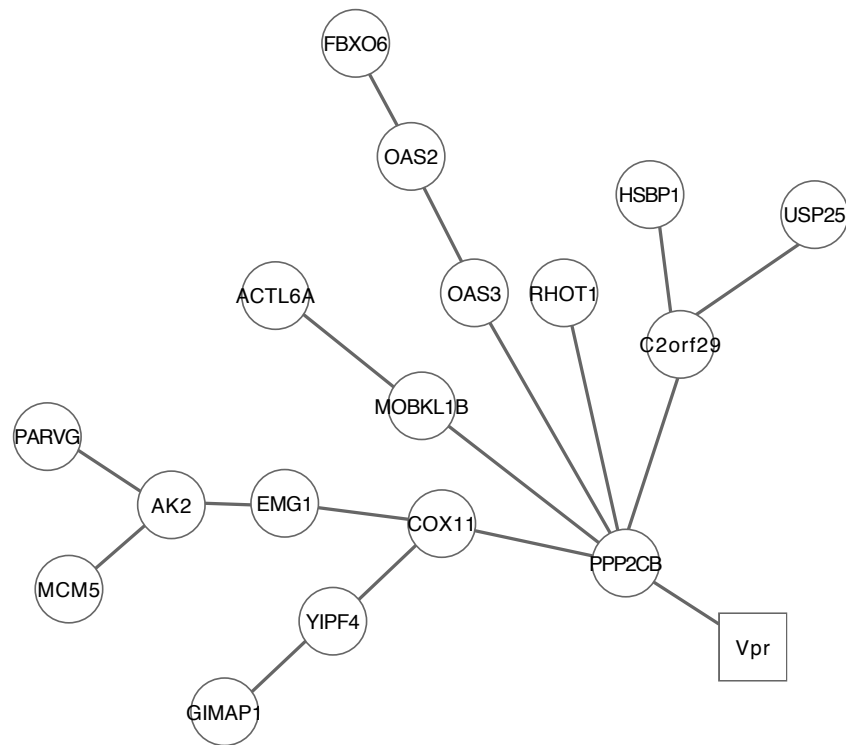 FBXO6
OAS2
HSBP1
USP25
ACTL6A
OAS3
RHOT1
C2orf29
MOBKL1B
PARVG
AK2
EMG1
COX11
PPP2CB
MCM5
YIPF4
Vpr
GIMAP1